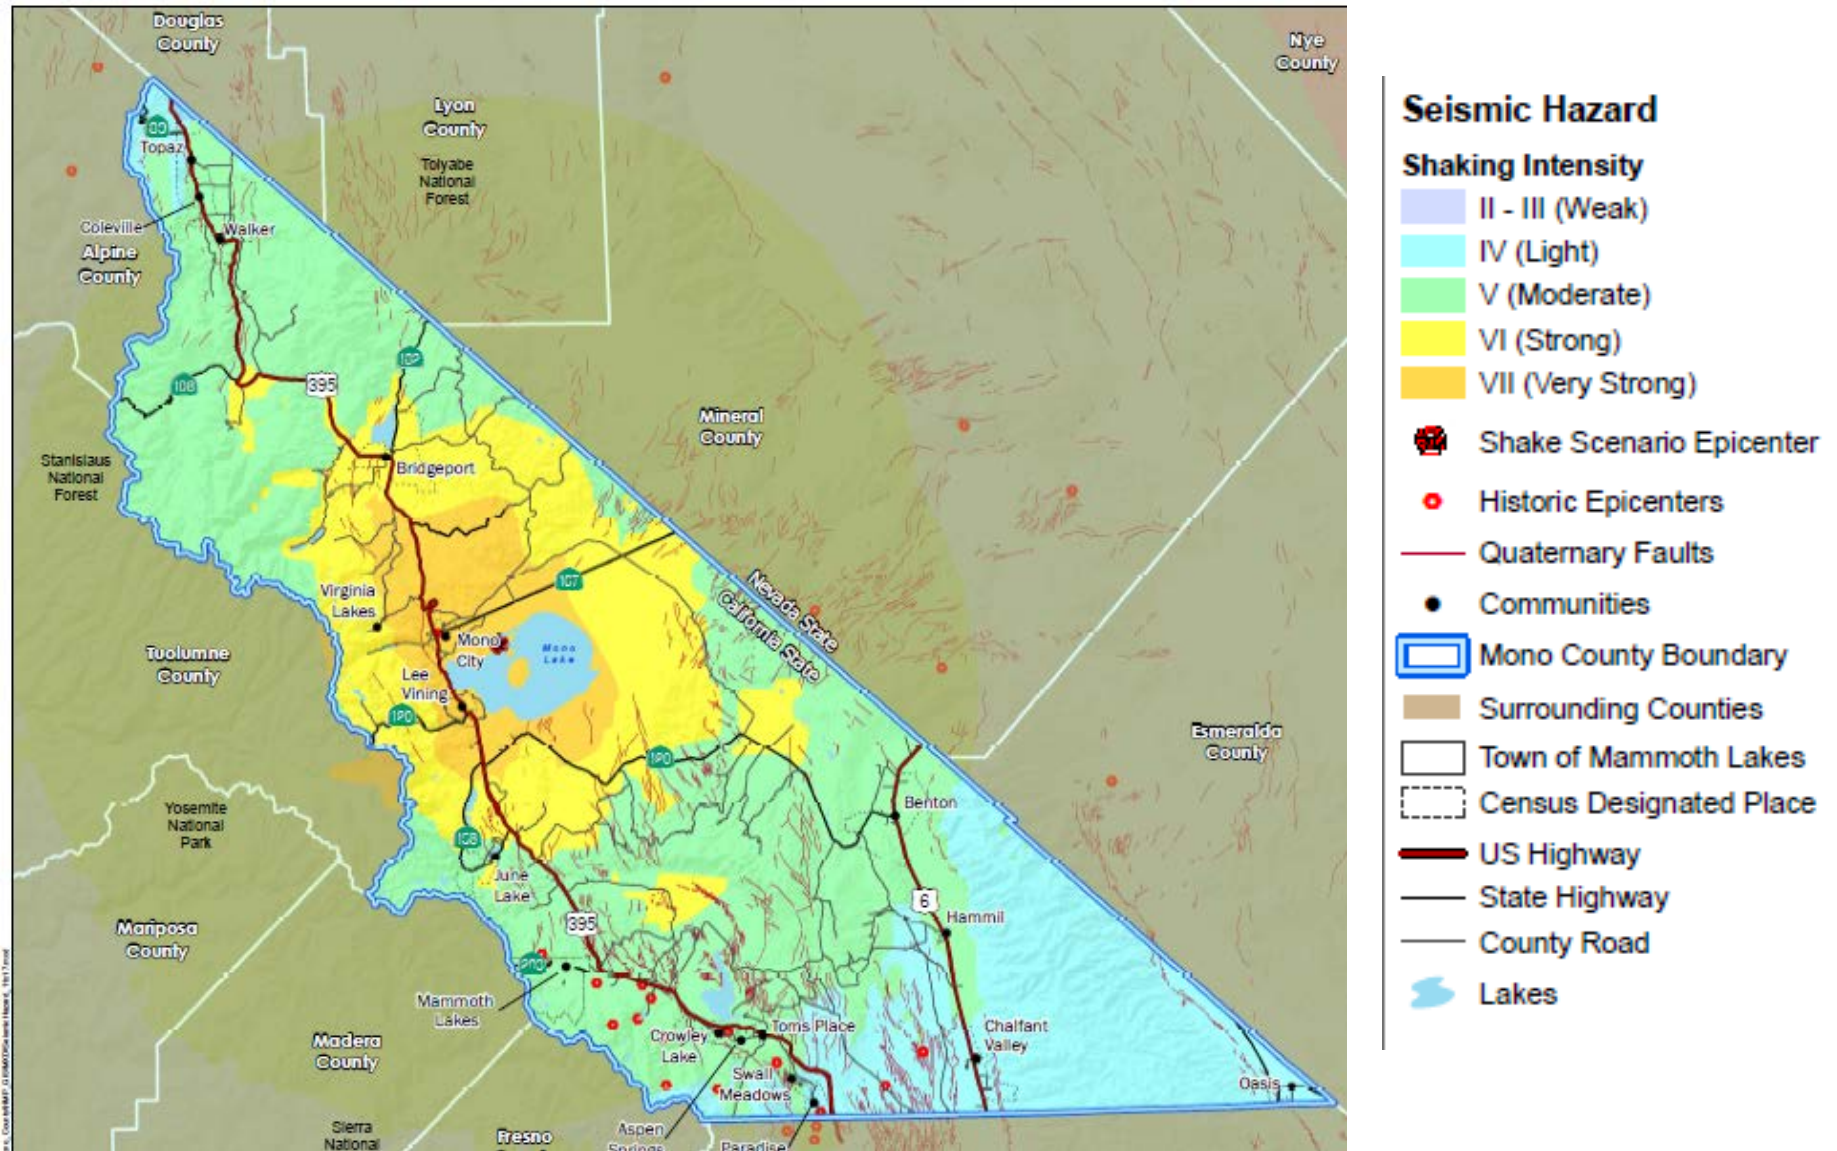 Douglas
County
Nye
County
Lyon
County
Toiyabe
National
Forest
89
Topaz
Coleville
Walker
Alpine
County
182
108
395
Mineral
County
Bridgeport
Stanislaus
National
Forest
167
Nevada State
California State
Virginia
Lakes
Mono
City
Mono
Lake
Tuolumne
County
Lee
Vining
120
120
Esmeralda
County
Yosemite
National
Park
Benton
158
June
Lake
6
Hammil
395
Mariposa
County
203
Mammoth
Lakes
Madera
County
Crowley
Lake
Toms Place
Chalfant
Valley
Swall
Meadows
Oasis
Sierra
National
Fresno
Aspen
Springs
Paradise
Seismic Hazard
Shaking Intensity
II - III (Weak)
IV (Light)
V (Moderate)
VI (Strong)
VII (Very Strong)
Shake Scenario Epicenter
Historic Epicenters
Quaternary Faults
Communities
Mono County Boundary
Surrounding Counties
Town of Mammoth Lakes
Census Designated Place
US Highway
State Highway
County Road
Lakes